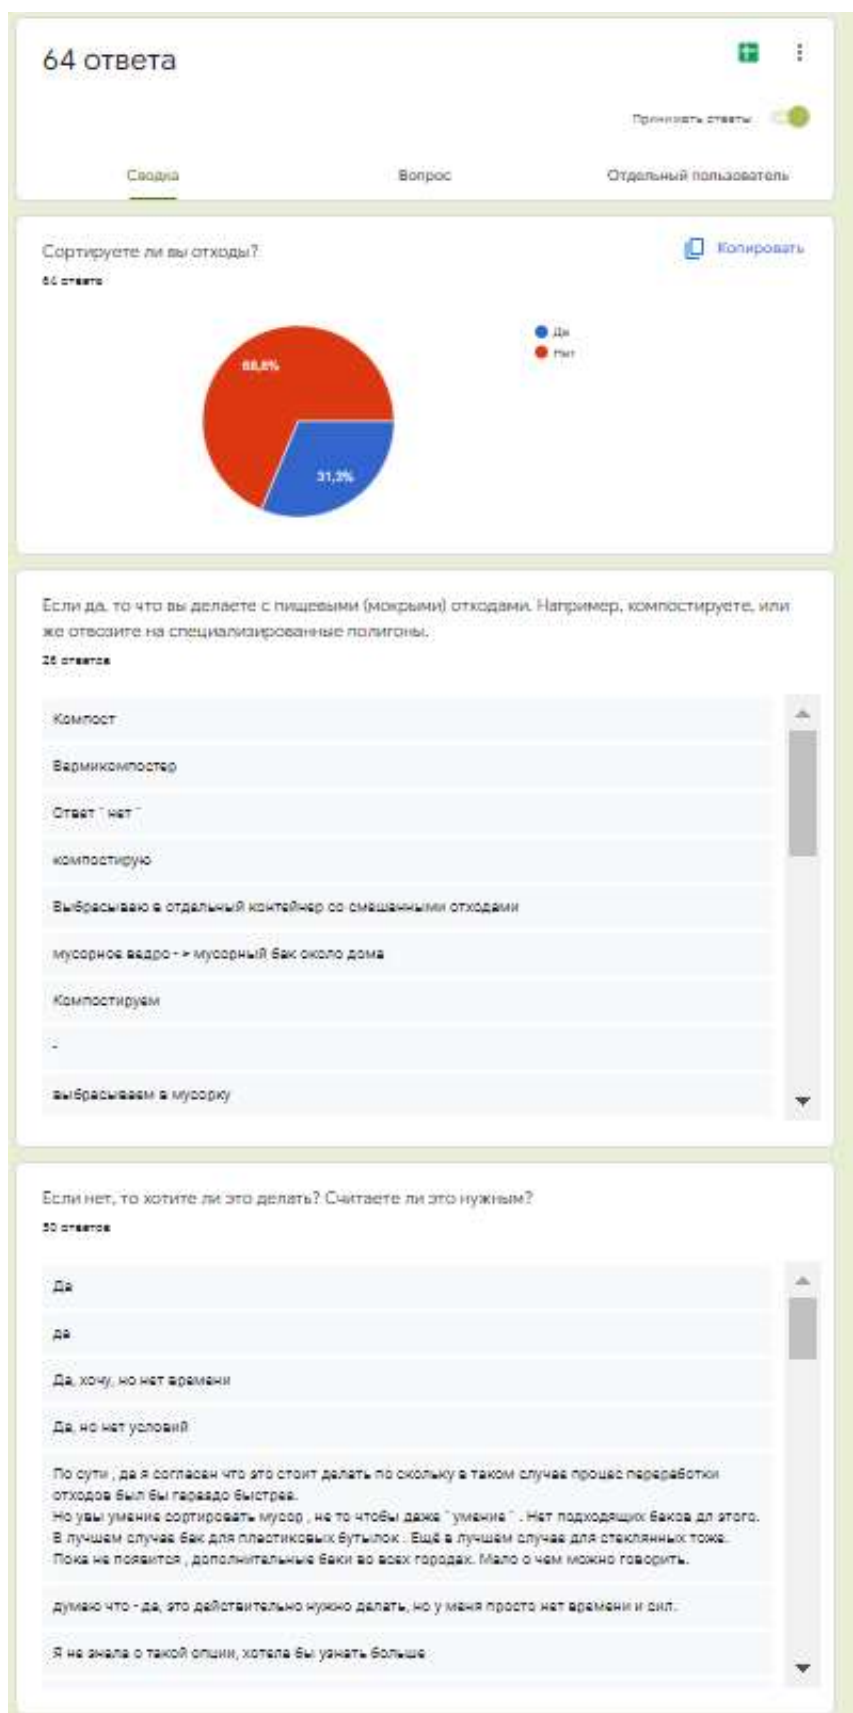 64 ответа
Принимать ответы
Сводка
Вопрос
Отдельный пользователь
Сортируете ли вы отходы?
Копировать
64 ответа
Да
Нет
68,8%
31,3%
Если да, то что вы делаете с пищевыми (мокрыми) отходами. Например, компостируете, или
же отвозите на специализированные полигоны.
26 ответов
Компост
Вермикомпостер
Ответ " нет "
компостирую
Выбрасываю в отдельный контейнер со смешанными отходами
мусорное ведро - > мусорный бак около дома
Компостируем
-
выбрасываем в мусорку
Если нет, то хотите ли это делать? Считаете ли это нужным?
50 ответов
Да
да
Да, хочу, но нет времени
Да, но нет условий
По сути , да я согласен что это стоит делать по скольку в таком случае процес переработки
отходов был бы гараздо быстрее.
Но увы умение сортировать мусор , не то чтобы даже " умение " . Нет подходящих баков дл этого.
В лучшем случае бак для пластиковых бутылок . Ещё в лучшем случае для стеклянных тоже.
Пока не появится , дополнительные баки во всех городах. Мало о чем можно говорить.
думаю что - да, это действительно нужно делать, но у меня просто нет времени и сил.
Я не знала о такой опции, хотела бы узнать больше